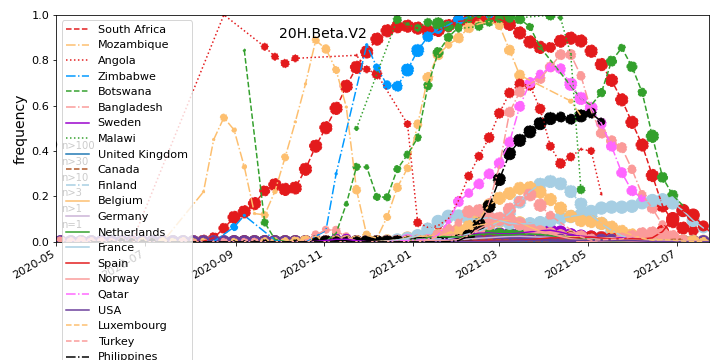 20H.Beta.V2
frequency
1.0
0.8
0.6
0.4
0.2
0.0
n>100
n>30
n>10
n>3
n>1
n=1
South Africa
Mozambique
Angola
Zimbabwe
Botswana
Bangladesh
Sweden
Malawi
United Kingdom
Canada
Finland
Belgium
Germany
Netherlands
France
Spain
Norway
Qatar
USA
Luxembourg
Turkey
Philippines
2020-05
2020-07
2020-09
2020-11
2021-01
2021-03
2021-05
2021-07